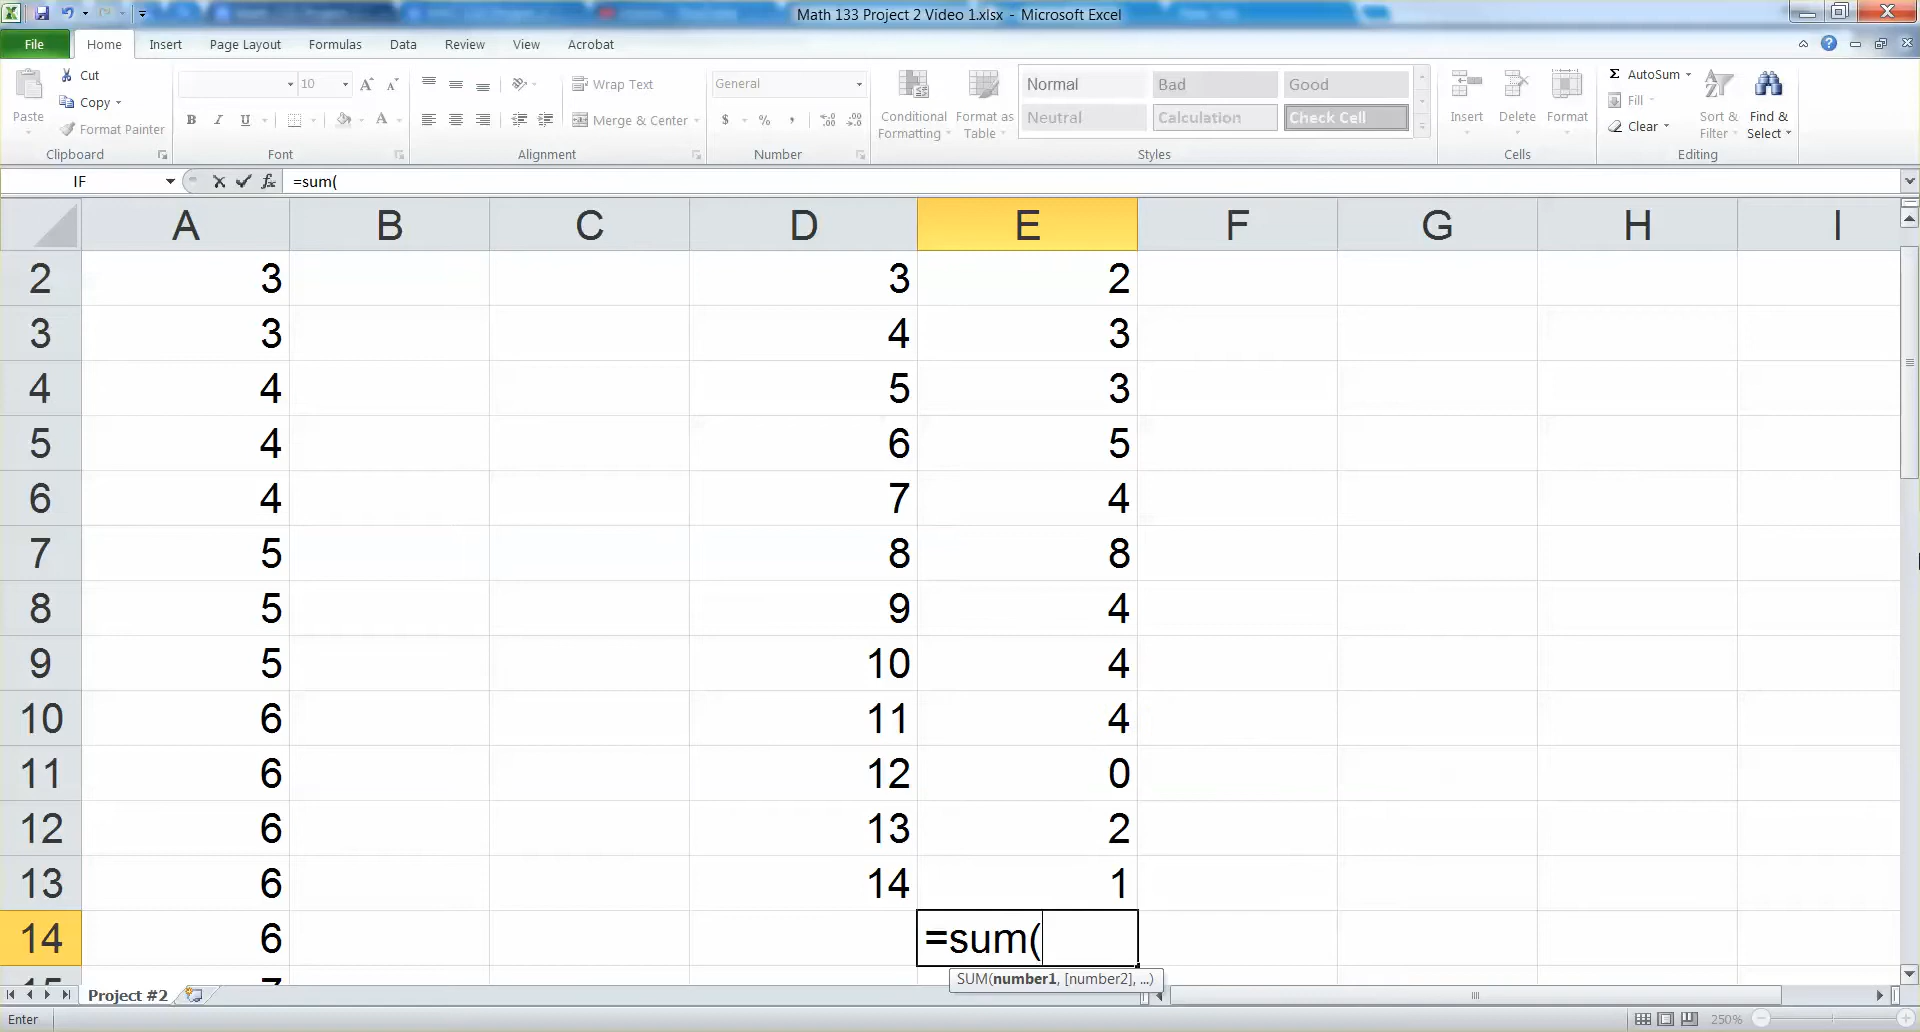 Math 133 Project 2 Video 1.xlsx - Microsoft Excel
File Home Insert Page Layout Formulas Data Review View Acrobat
Paste
Cut
Copy
Format Painter
Clipboard
10
B I U A
Font
Wrap Text
Merge & Center
Alignment
General
$ % ,
Number
Conditional Formatting
Format as Table
Normal Bad Good
Neutral Calculation Check Cell
Styles
Insert Delete Format
Cells
Σ AutoSum
Fill
Clear
Sort & Filter
Find & Select
Editing
IF fx =sum(
A B C D E F G H I
2 3 3 2
3 3 4 3
4 4 5 3
5 4 6 5
6 4 7 4
7 5 8 8
8 5 9 4
9 5 10 4
10 6 11 4
11 6 12 0
12 6 13 2
13 6 14 1
14 6 =sum(
15 7
SUM(number1, [number2], ...)
Project #2
Enter 250%